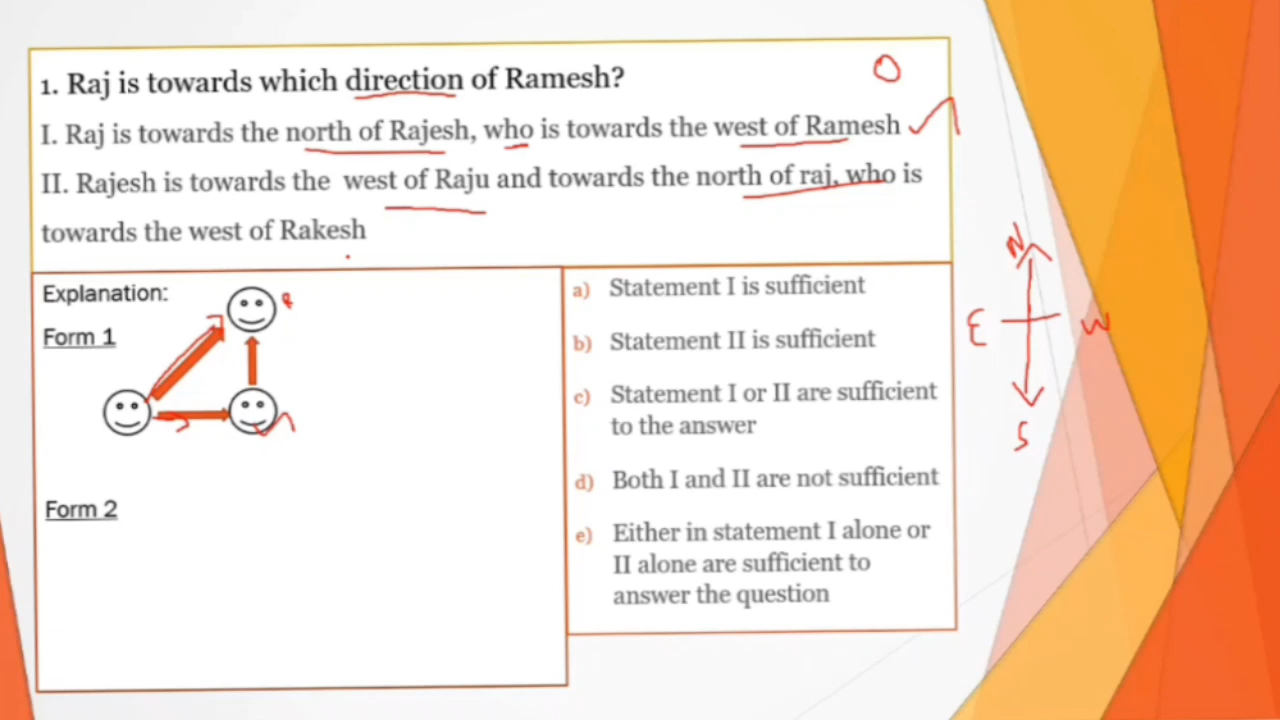 1. Raj is towards which direction of Ramesh?
I. Raj is towards the north of Rajesh, who is towards the west of Ramesh
II. Rajesh is towards the west of Raju and towards the north of raj, who is
towards the west of Rakesh
Explanation:
Form 1
Form 2
a) Statement I is sufficient
b) Statement II is sufficient
c) Statement I or II are sufficient
to the answer
d) Both I and II are not sufficient
e) Either in statement I alone or
II alone are sufficient to
answer the question
N
E W
S